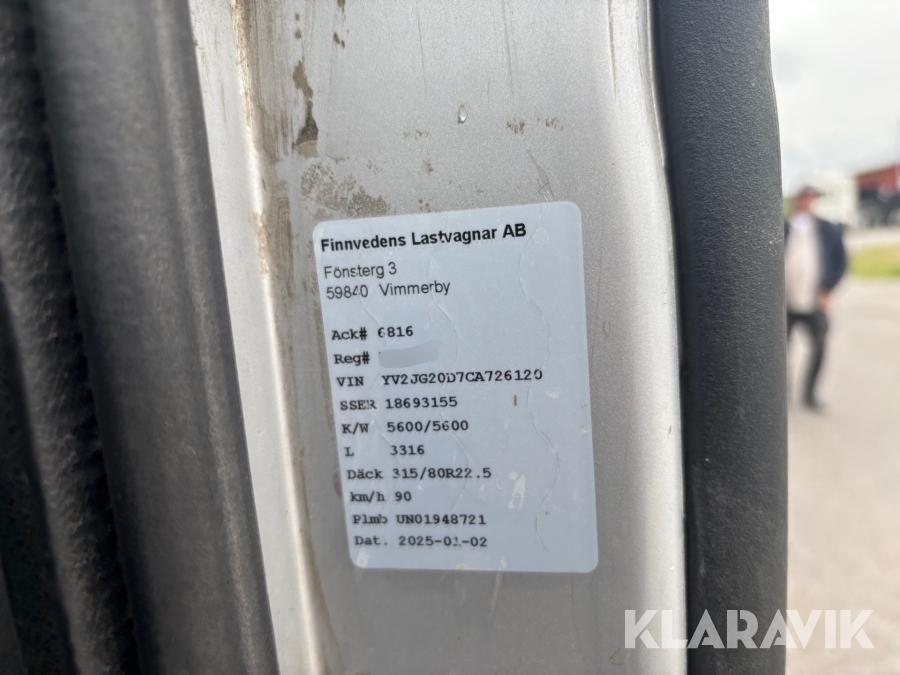 Finnvedens Lastvagnar AB
Fönsterg 3
59840 Vimmerby
Ack# 6816
Reg#
VIN YV2JG20D7CA726120
SSER 18693155
K/W 5600/5600
L 3316
Däck 315/80R22.5
km/h 90
Plmb UN01948721
Dat. 2025-01-02
KLARAVIK